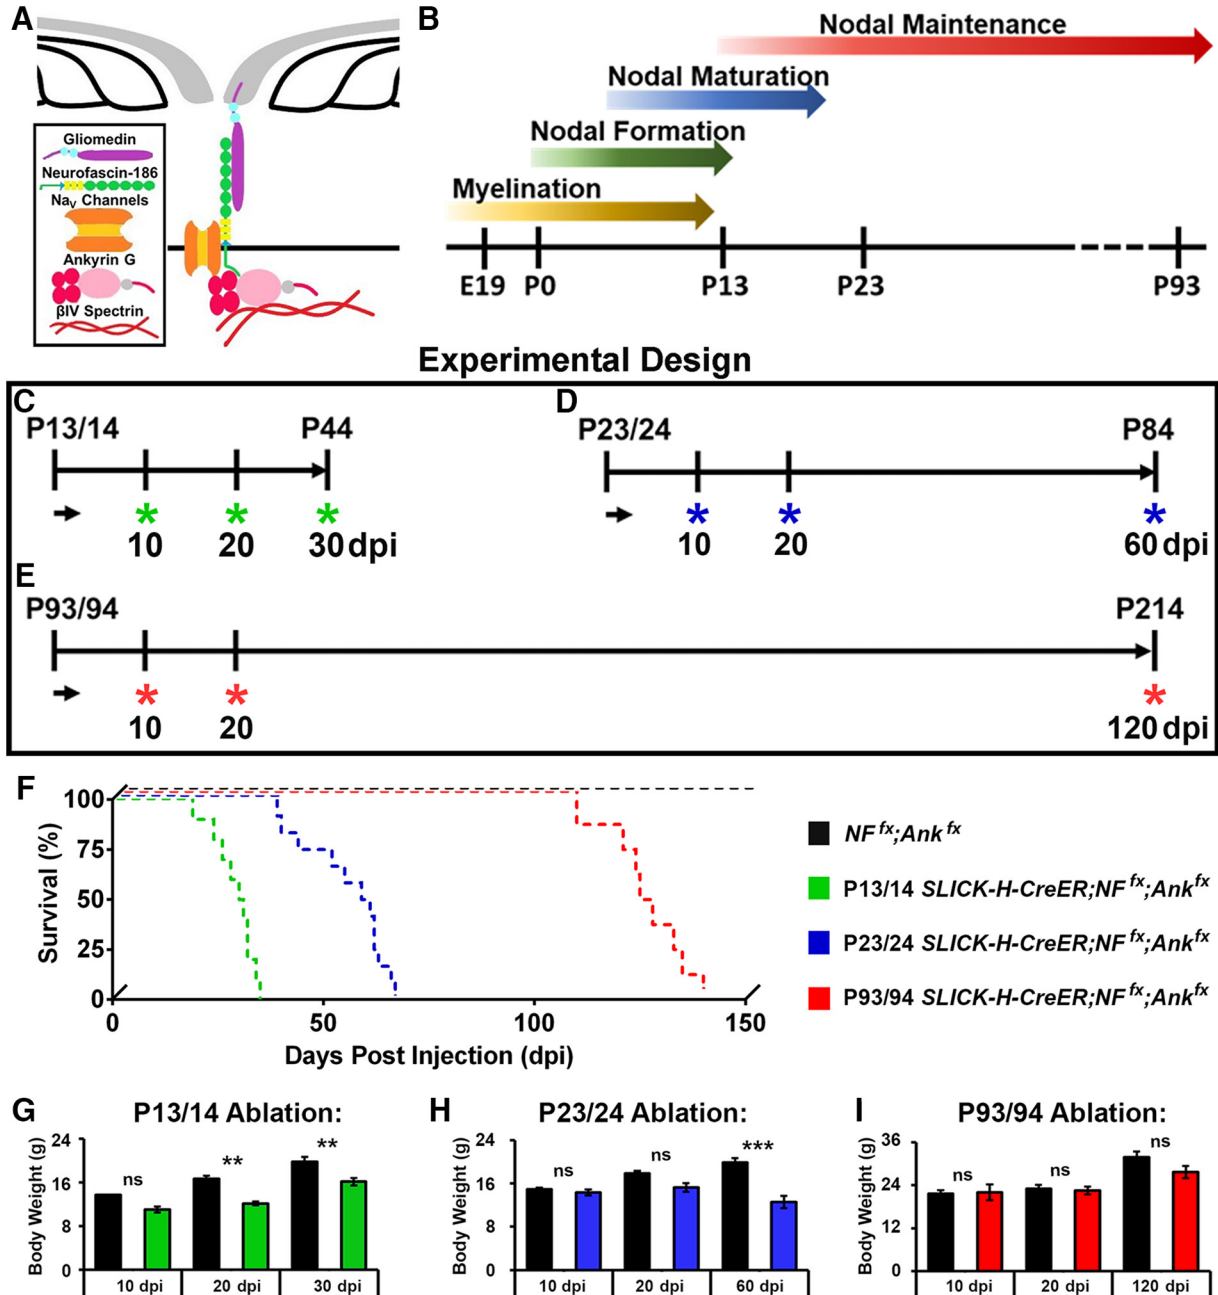 A
Gliomedin
Neurofascin-186
NaV Channels
Ankyrin G
βIV Spectrin
B
Nodal Maintenance
Nodal Maturation
Nodal Formation
Myelination
E19 P0 P13 P23 P93
Experimental Design
C
P13/14 P44
* * *
10 20 30 dpi
D
P23/24 P84
* * *
10 20 60 dpi
E
P93/94 P214
* * *
10 20 120 dpi
F
Survival (%)
100
75
50
25
0
0 50 100 150
Days Post Injection (dpi)
NF fx;Ank fx
P13/14 SLICK-H-CreER;NF fx;Ank fx
P23/24 SLICK-H-CreER;NF fx;Ank fx
P93/94 SLICK-H-CreER;NF fx;Ank fx
G
P13/14 Ablation:
Body Weight (g)
24
16
8
0
ns ** **
10 dpi 20 dpi 30 dpi
H
P23/24 Ablation:
Body Weight (g)
24
16
8
0
ns ns ***
10 dpi 20 dpi 60 dpi
I
P93/94 Ablation:
Body Weight (g)
36
24
12
0
ns ns ns
10 dpi 20 dpi 120 dpi